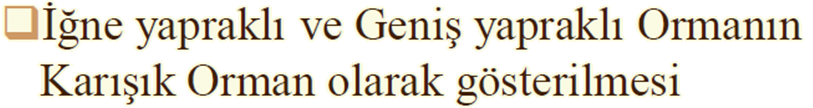 ❑İğne yapraklı ve Geniş yapraklı Ormanın
Karışık Orman olarak gösterilmesi